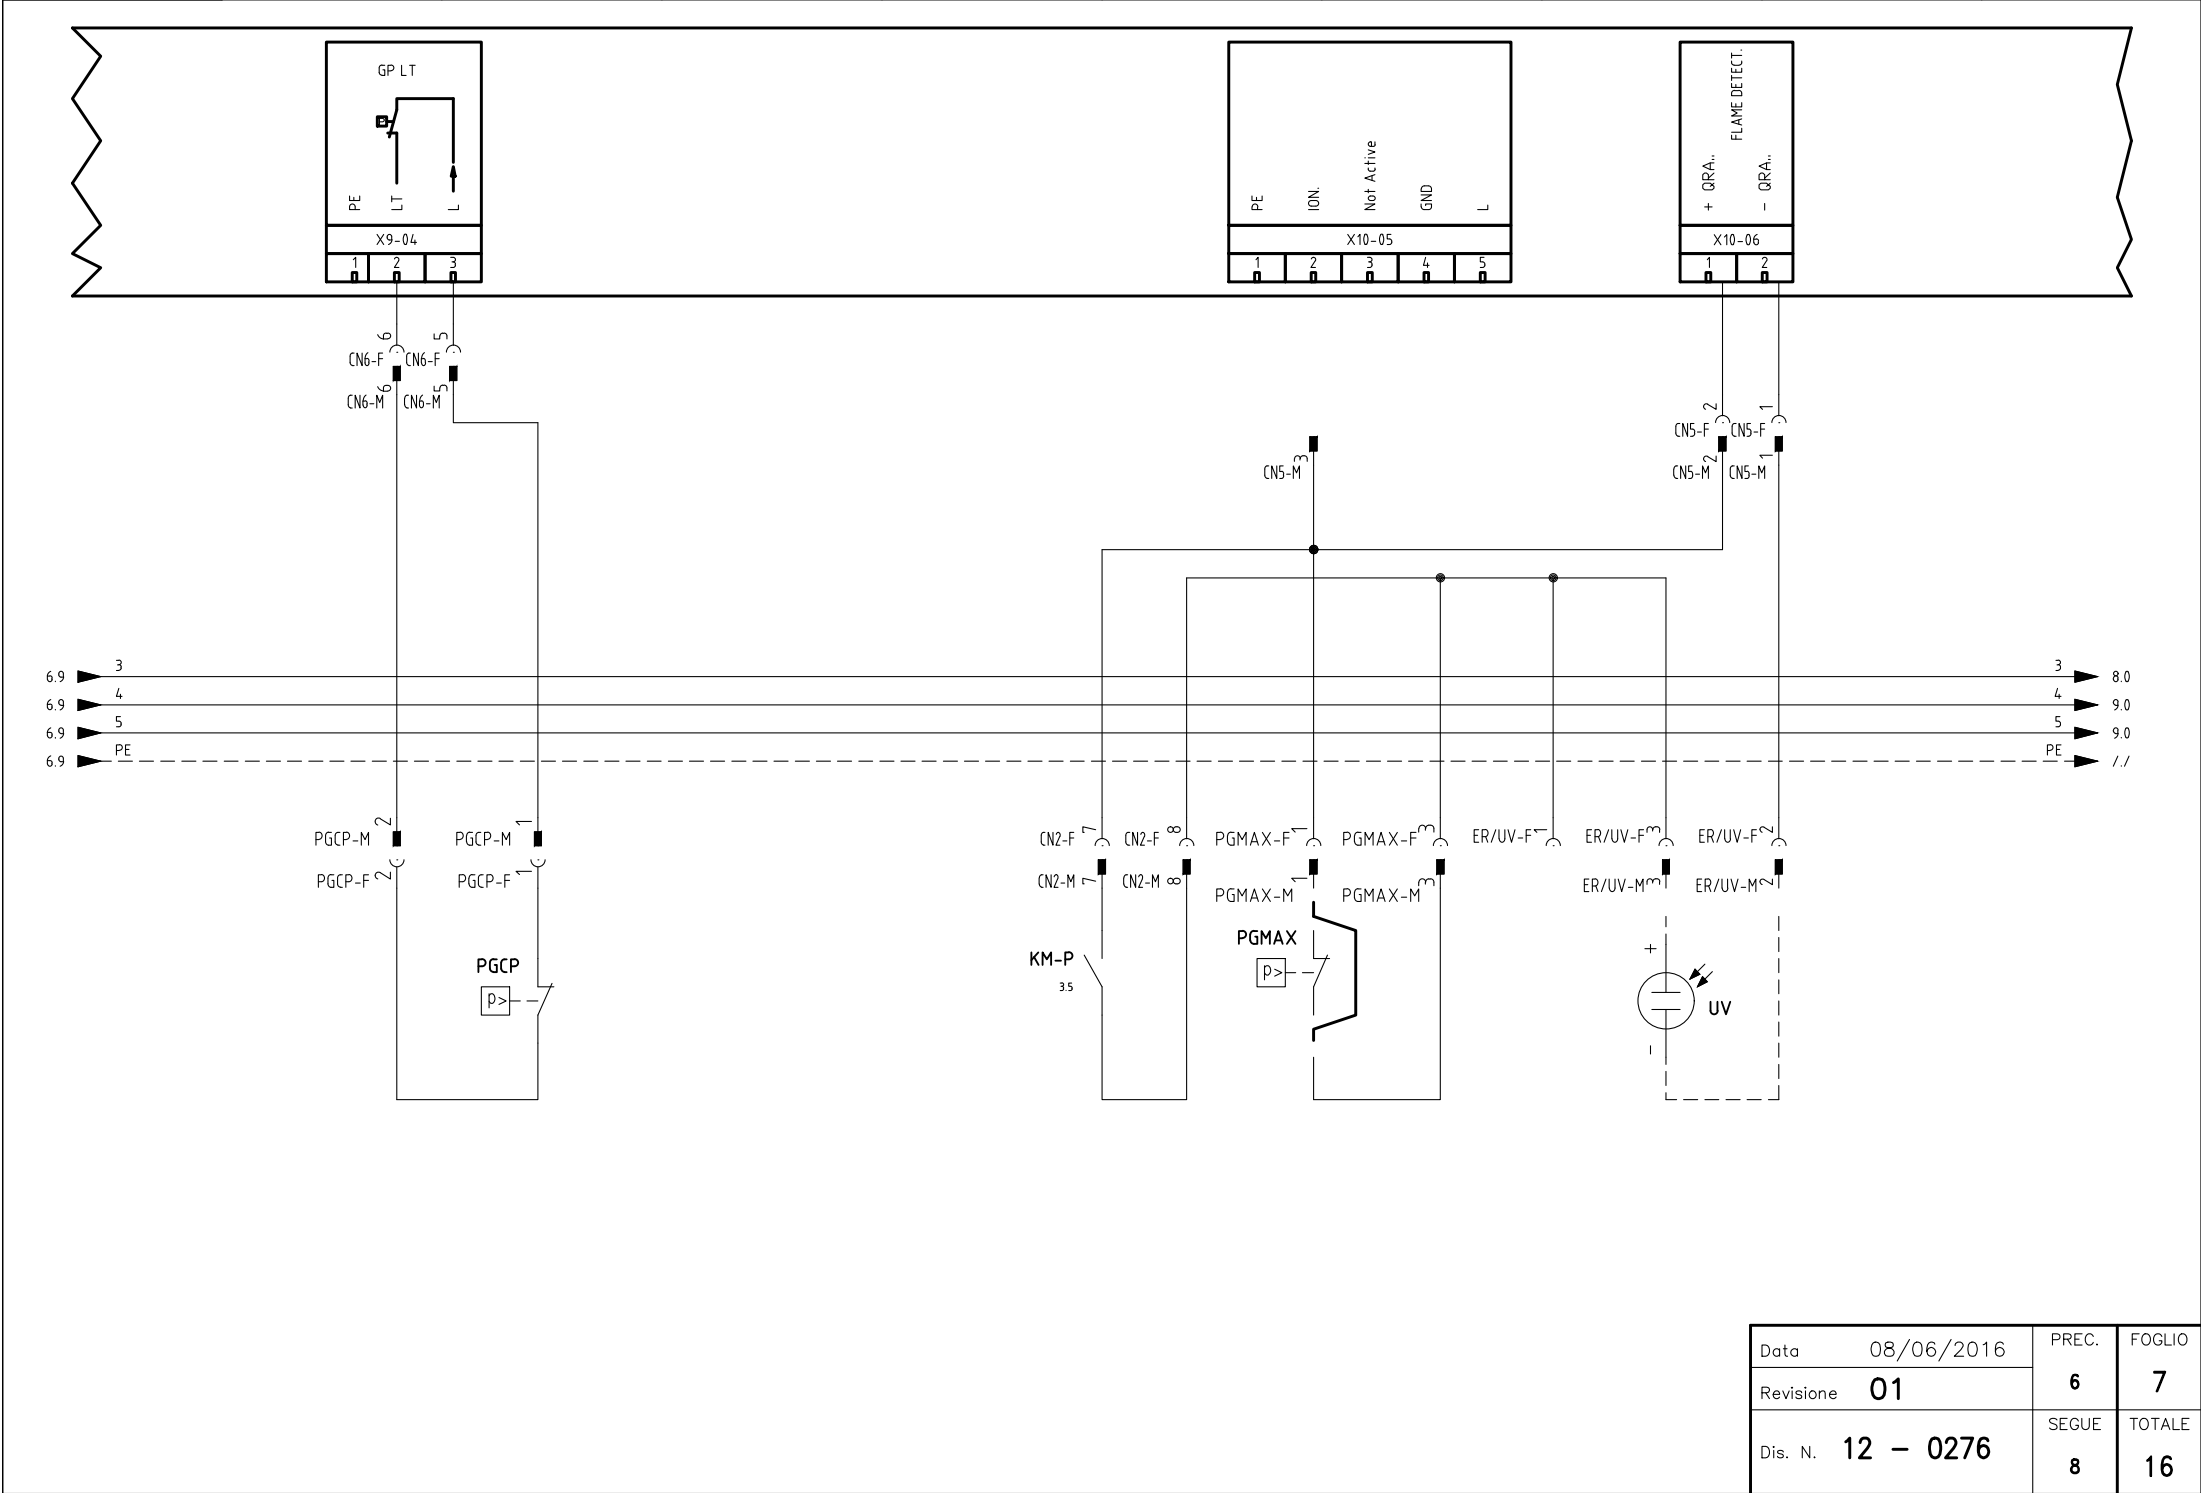 GP LT
PE
LT
L
X9-04
1 2 3
PE
ION.
Not Active
GND
L
X10-05
1 2 3 4 5
FLAME DETECT.
+ QRA..
- QRA..
X10-06
1 2
6 5
CN6-F CN6-F
6 5
CN6-M CN6-M
2 1
CN5-F CN5-F
3 2 1
CN5-M CN5-M CN5-M
6.9 3 3 8.0
6.9 4 4 9.0
6.9 5 5 9.0
6.9 PE PE /./
2 1
PGCP-M PGCP-M
PGCP-F 2 PGCP-F 1
CN2-F 7 CN2-F 8 PGMAX-F 1 PGMAX-F 3 ER/UV-F 1 ER/UV-F 3 ER/UV-F 2
CN2-M 7 CN2-M 8 PGMAX-M 1 PGMAX-M 3 ER/UV-M 3 ER/UV-M 2
PGCP
P>
KM-P
3.5
PGMAX
P>
+
UV
-
Data 08/06/2016
Revisione 01
Dis. N. 12 - 0276
PREC.
6
FOGLIO
7
SEGUE
8
TOTALE
16